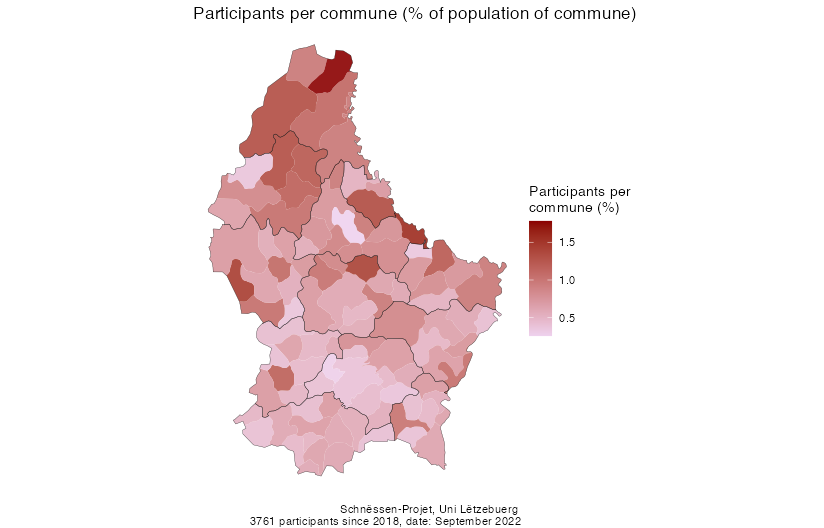 Participants per commune (% of population of commune)
Participants per
commune (%)
1.5
1.0
0.5
Schnëssen-Projet, Uni Lëtzebuerg
3761 participants since 2018, date: September 2022